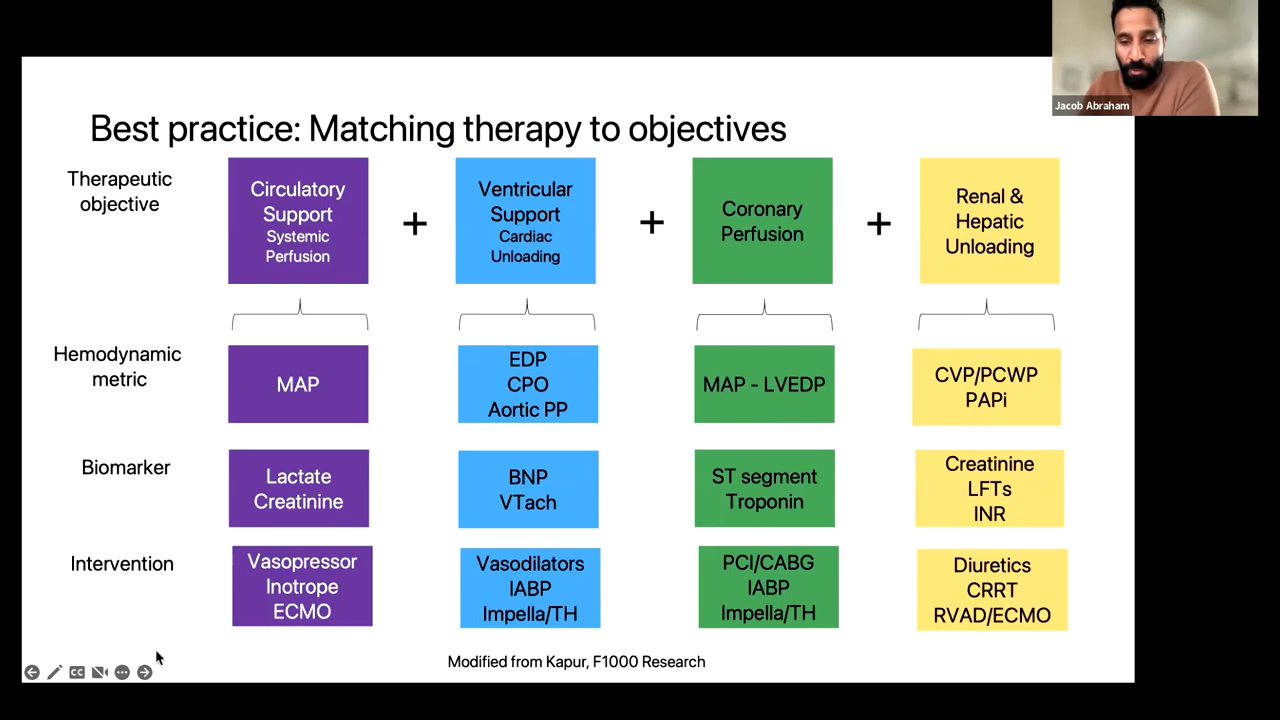 Jacob Abraham
Best practice: Matching therapy to objectives
Therapeutic
objective
Circulatory
Support
Systemic
Perfusion
+
Ventricular
Support
Cardiac
Unloading
+
Coronary
Perfusion
+
Renal &
Hepatic
Unloading
Hemodynamic
metric
MAP
EDP
CPO
Aortic PP
MAP - LVEDP
CVP/PCWP
PAPi
Biomarker
Lactate
Creatinine
BNP
VTach
ST segment
Troponin
Creatinine
LFTs
INR
Intervention
Vasopressor
Inotrope
ECMO
Vasodilators
IABP
Impella/TH
PCI/CABG
IABP
Impella/TH
Diuretics
CRRT
RVAD/ECMO
Modified from Kapur, F1000 Research
CC